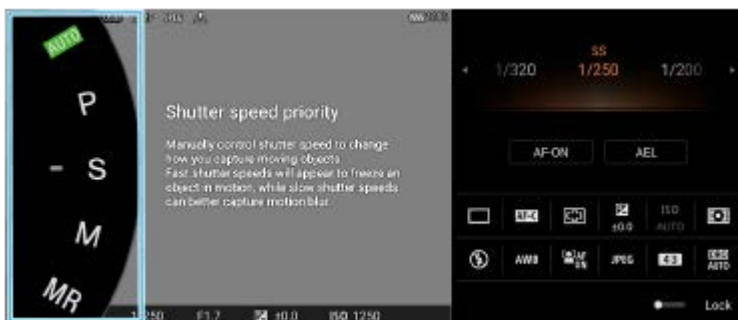 AUTO
P
S
M
MR
Shutter speed priority
Manually control shutter speed to change
how you capture moving objects.
Fast shutter speeds will appear to freeze an
object in motion, while slow shutter speeds
can better capture motion blur.
F1.7 ±0.0 ISO 1250
SS
1/320 1/250 1/200
AF-ON AEL
AF-C ±0.0 ISO AUTO
AWB AF ON JPEG 4:3 AUTO
Lock